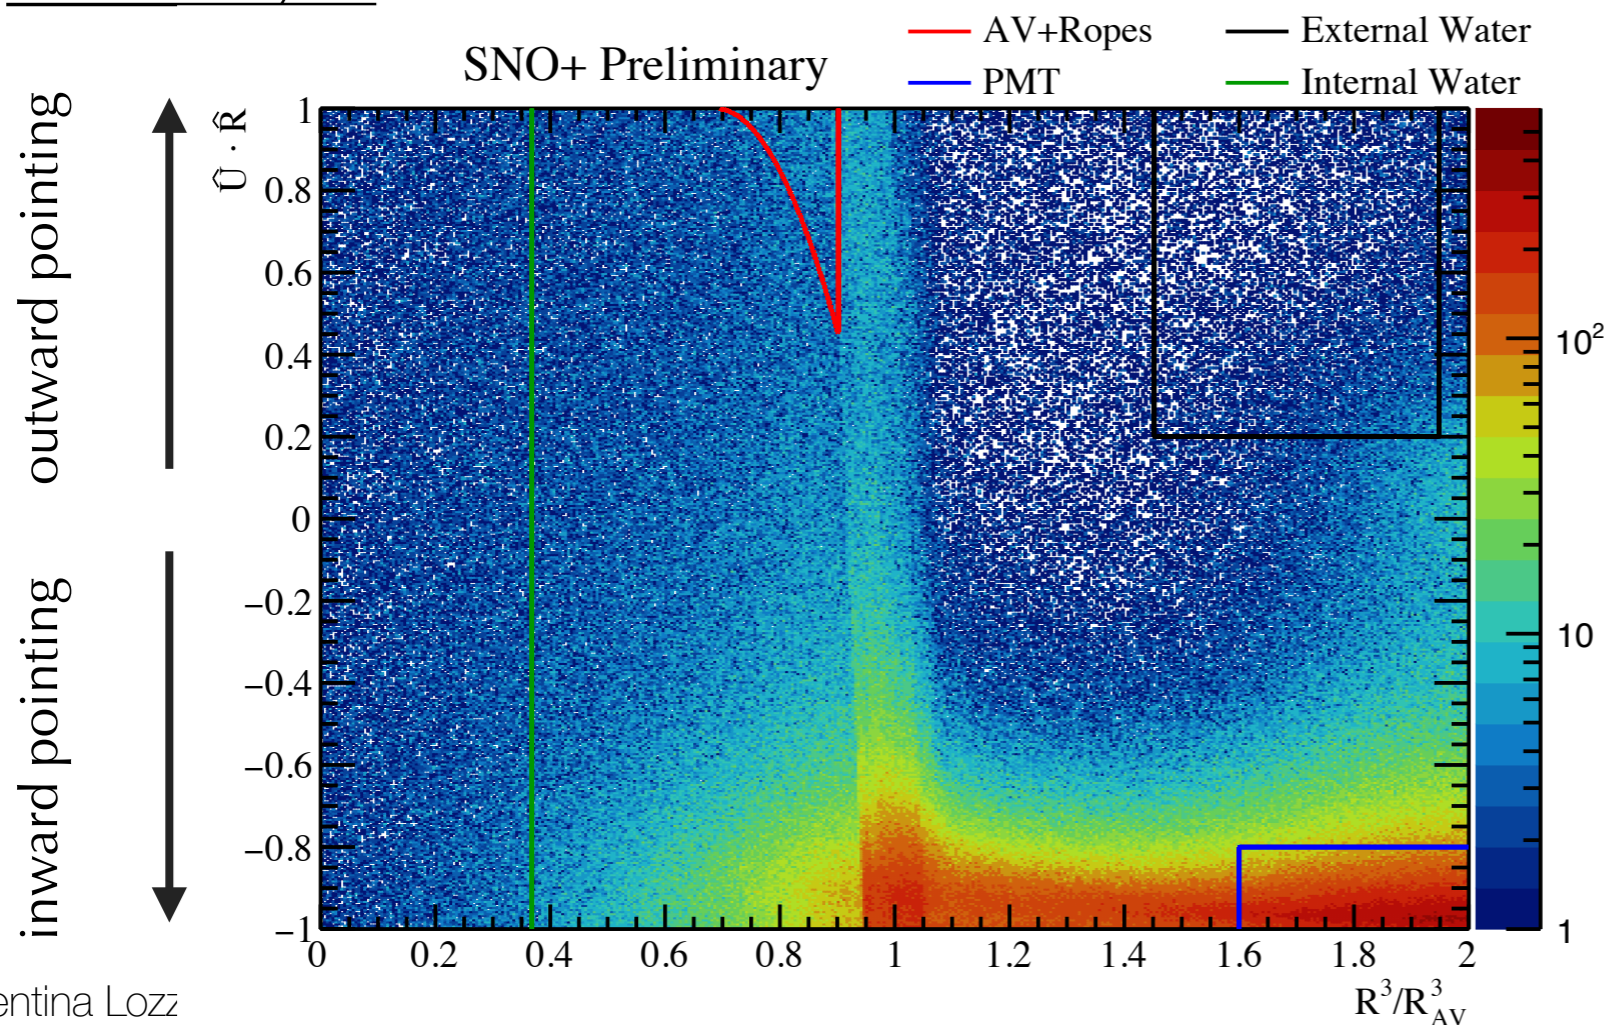 SNO+ Preliminary
AV+Ropes
External Water
PMT
Internal Water
outward pointing
inward pointing
Û · R̂
1
0.8
0.6
0.4
0.2
0
−0.2
−0.4
−0.6
−0.8
−1
0 0.2 0.4 0.6 0.8 1 1.2 1.4 1.6 1.8 2
R³/R³_AV
10²
10
1
entina Loz